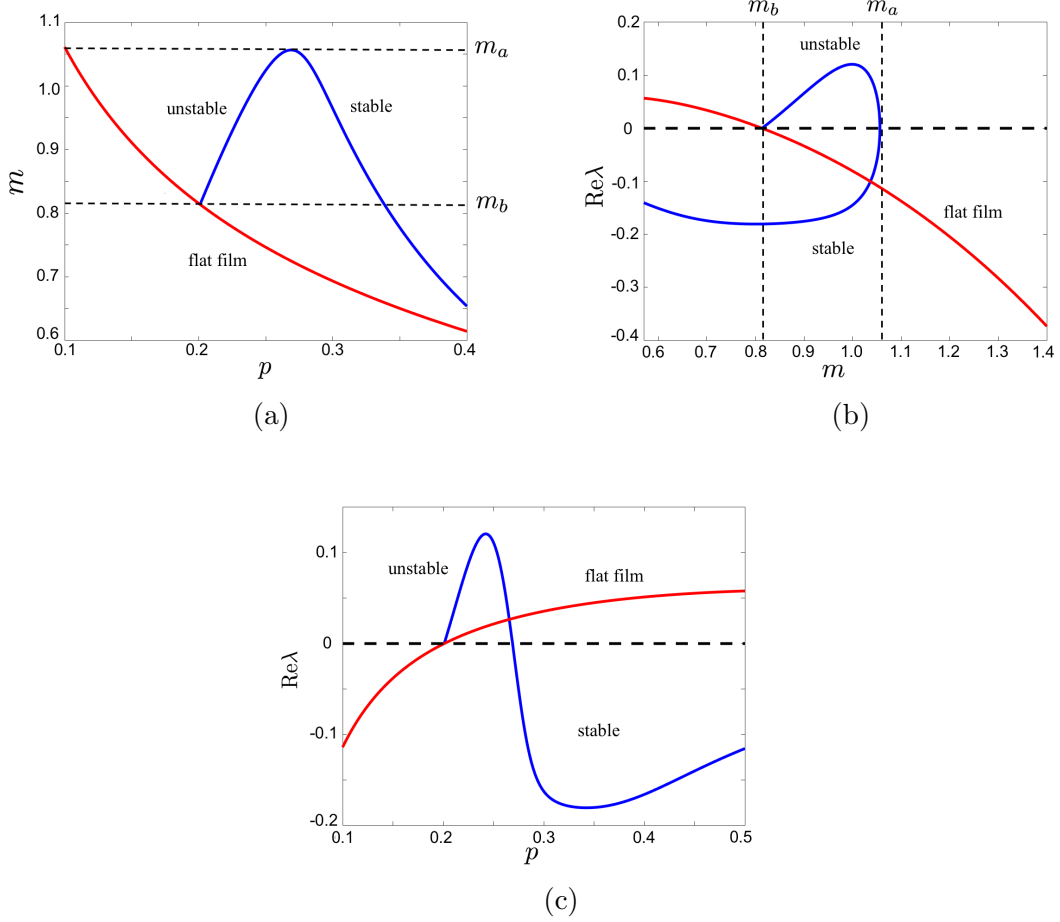 1.1
1.0
0.9
0.8
0.7
0.6
m
0.1
0.2
0.3
0.4
p
m_a
m_b
unstable
stable
flat film
(a)
m_b
m_a
0.2
0.1
0
-0.1
-0.2
-0.3
-0.4
Reλ
0.6
0.7
0.8
0.9
1.0
1.1
1.2
1.3
1.4
m
unstable
flat film
stable
(b)
0.1
0
-0.1
-0.2
Reλ
0.1
0.2
0.3
0.4
0.5
p
unstable
flat film
stable
(c)